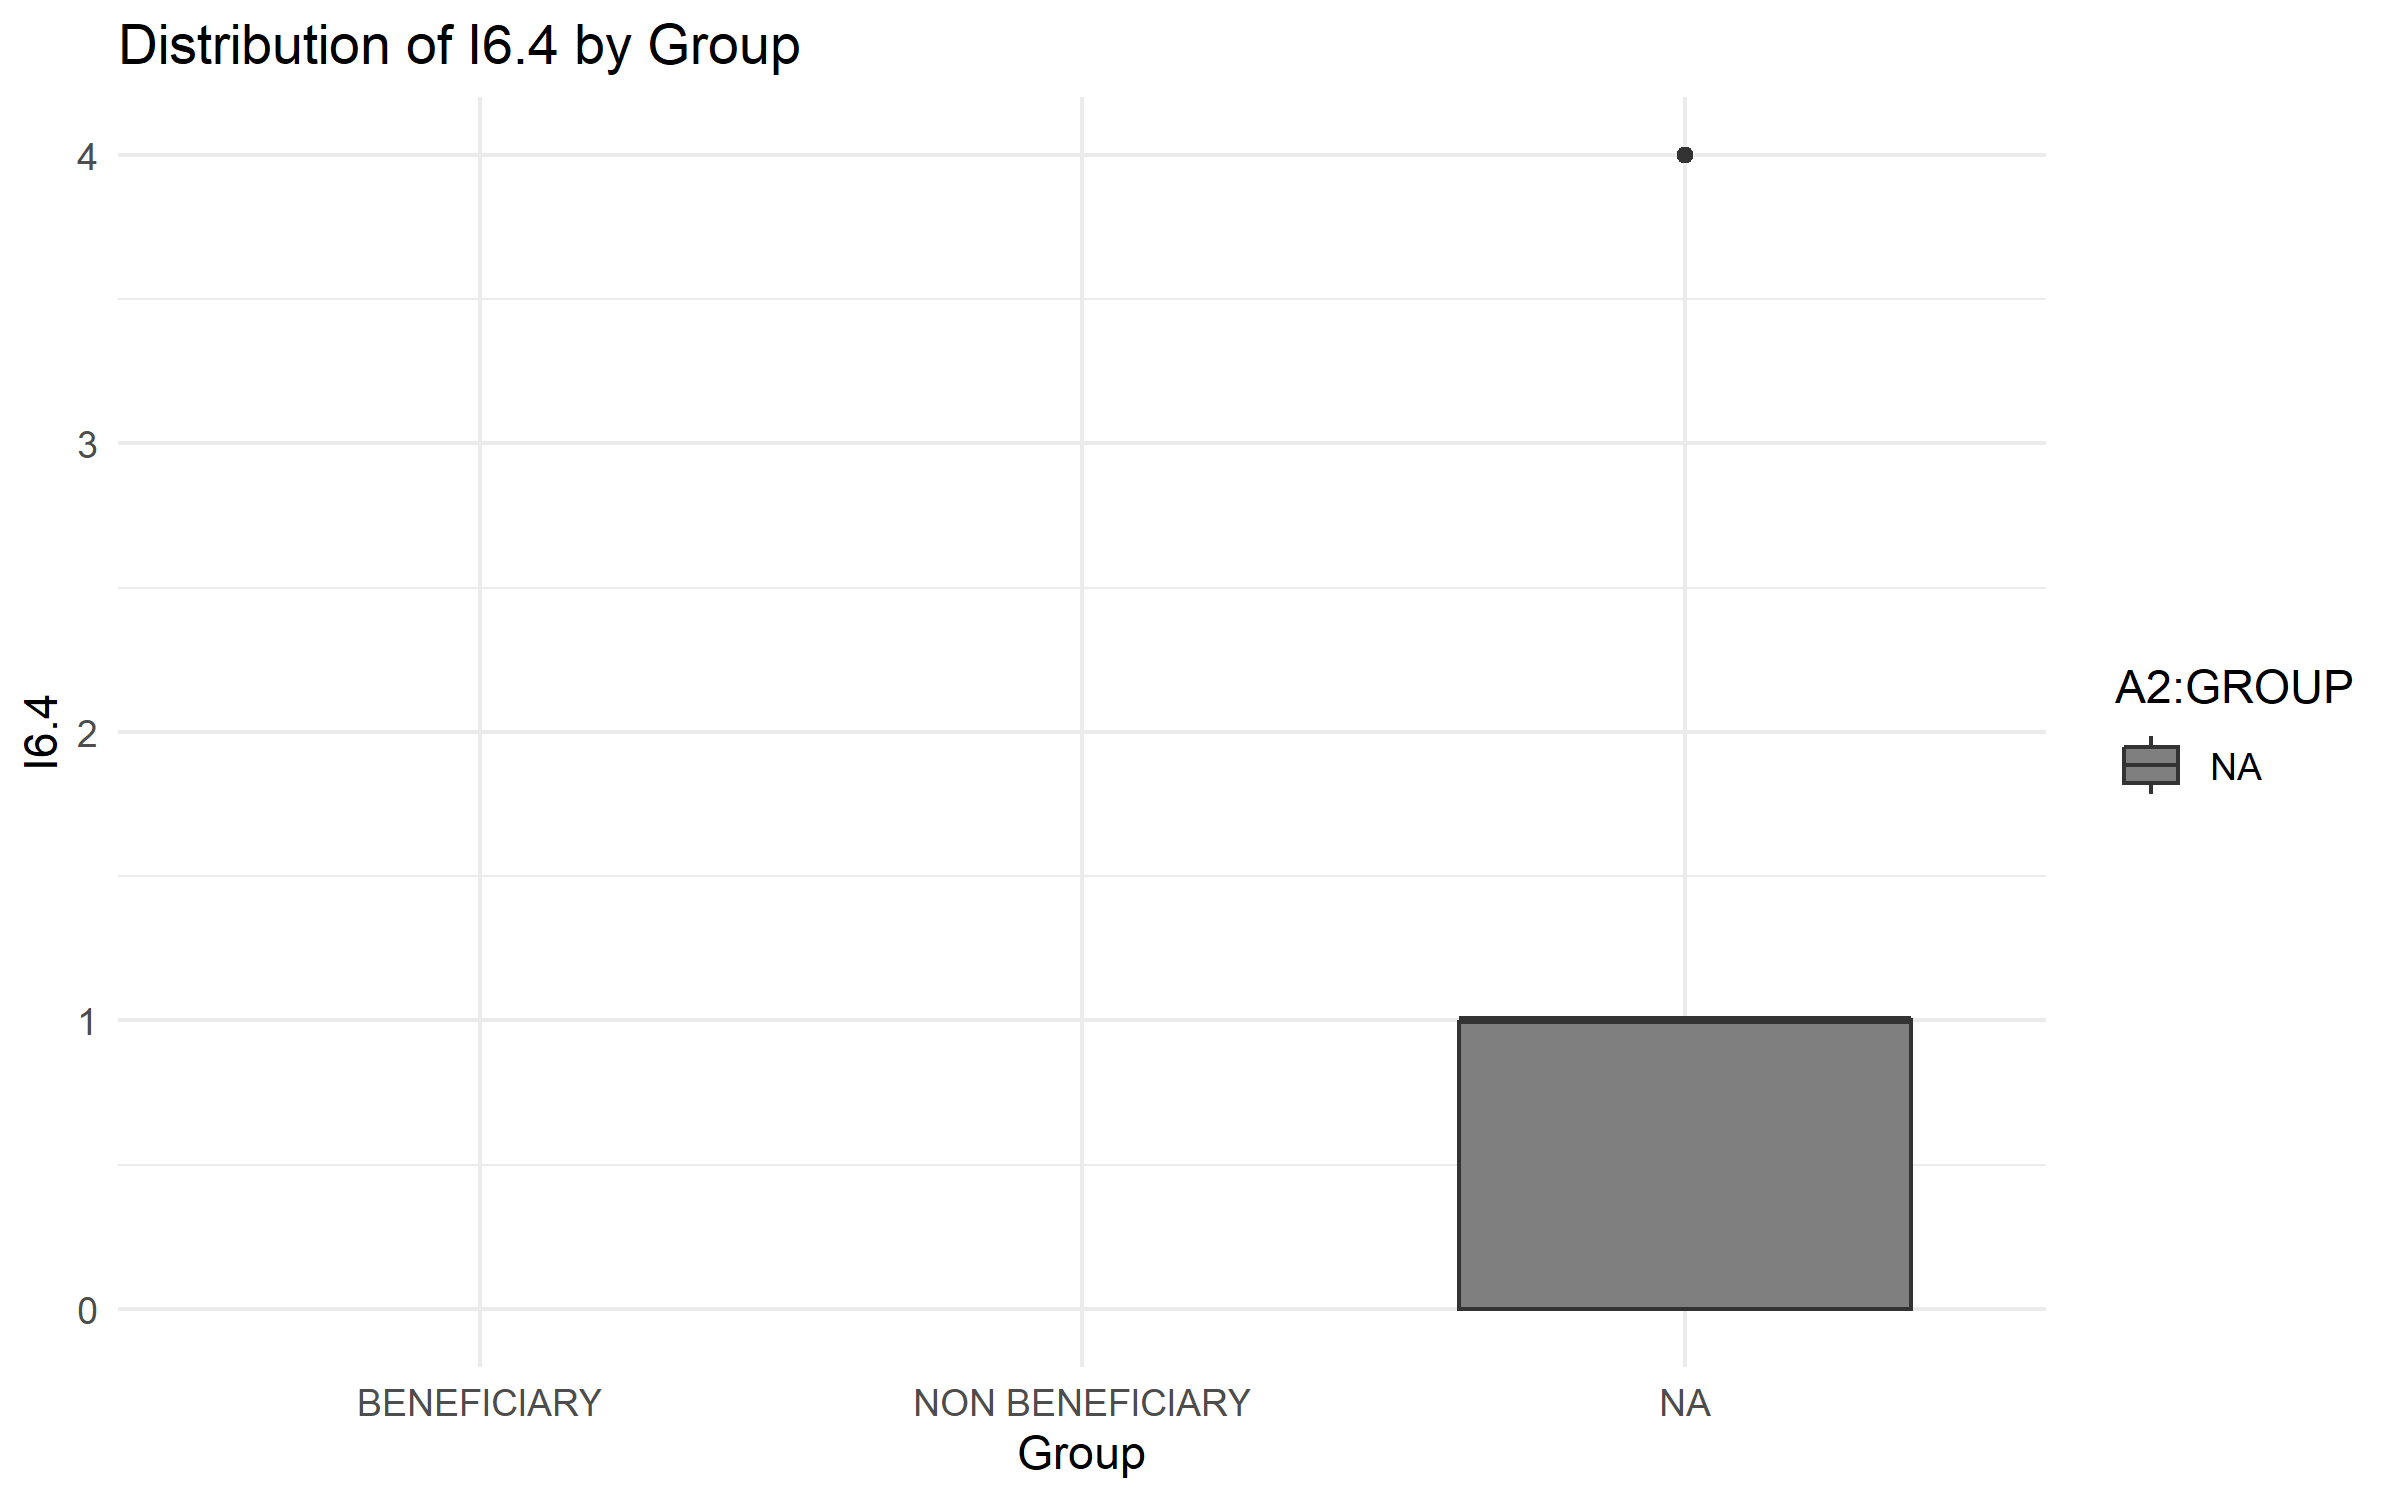 Distribution of I6.4 by Group
4
3
2
1
0
I6.4
BENEFICIARY
NON BENEFICIARY
NA
Group
A2:GROUP
NA